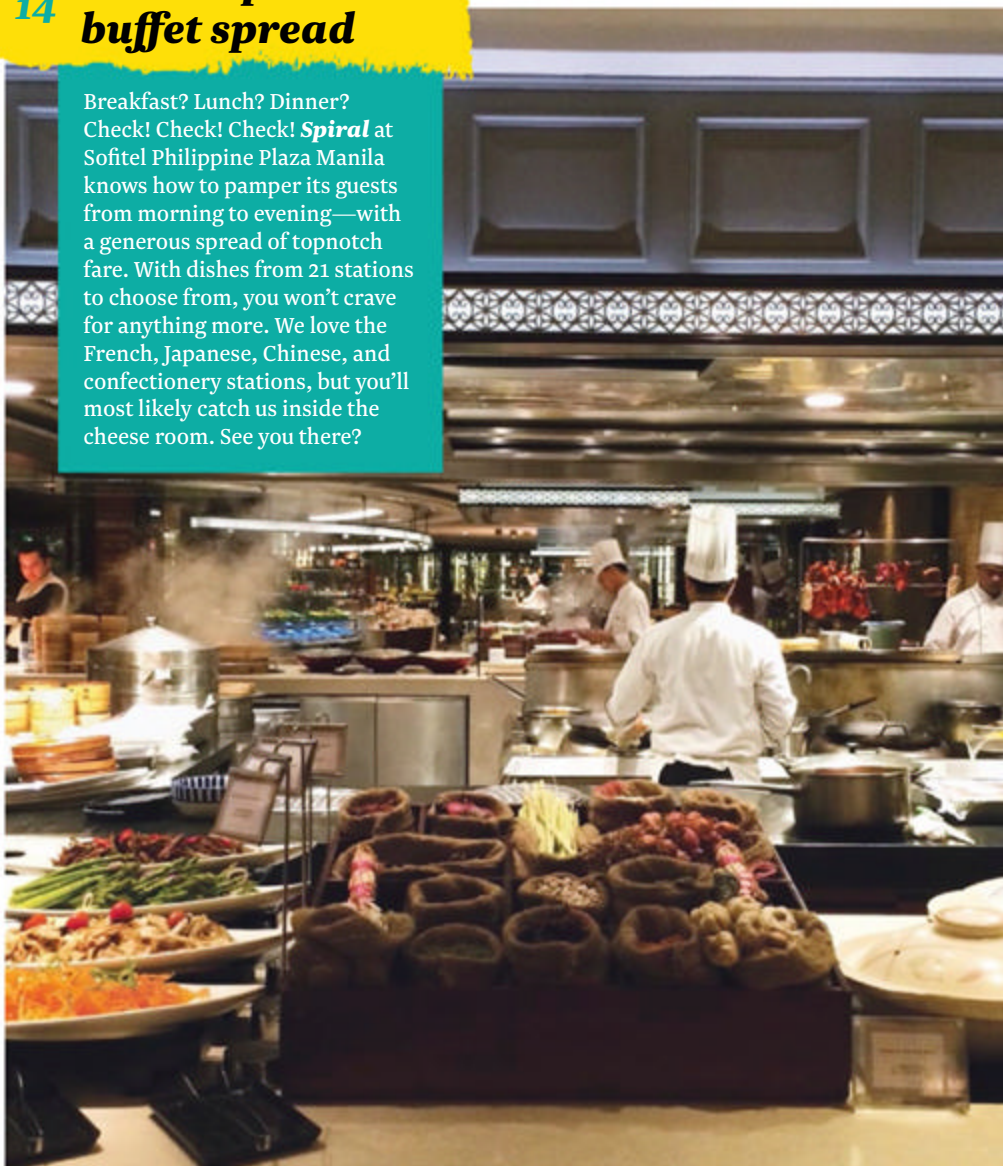 14
buffet spread
Breakfast? Lunch? Dinner?
Check! Check! Check! Spiral at
Sofitel Philippine Plaza Manila
knows how to pamper its guests
from morning to evening—with
a generous spread of topnotch
fare. With dishes from 21 stations
to choose from, you won’t crave
for anything more. We love the
French, Japanese, Chinese, and
confectionery stations, but you’ll
most likely catch us inside the
cheese room. See you there?